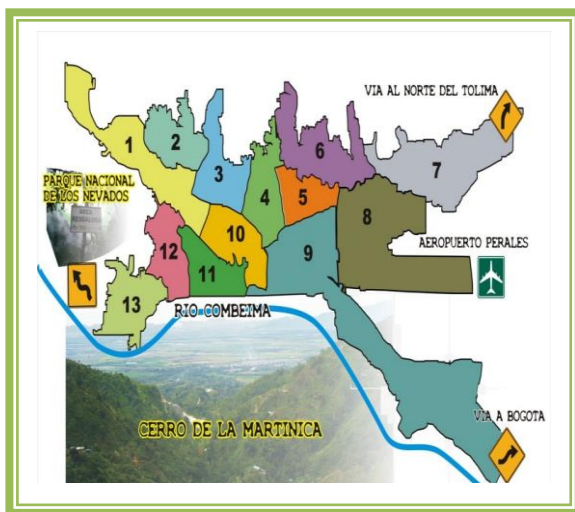 VIA AL NORTE DEL TOLIMA
1
2
3
4
5
6
7
8
9
10
11
12
13
PARQUE NACIONAL
DE LOS NEVADOS
AEROPUERTO PERALES
RIO COMBEIMA
CERRO DE LA MARTINICA
VIA A BOGOTA